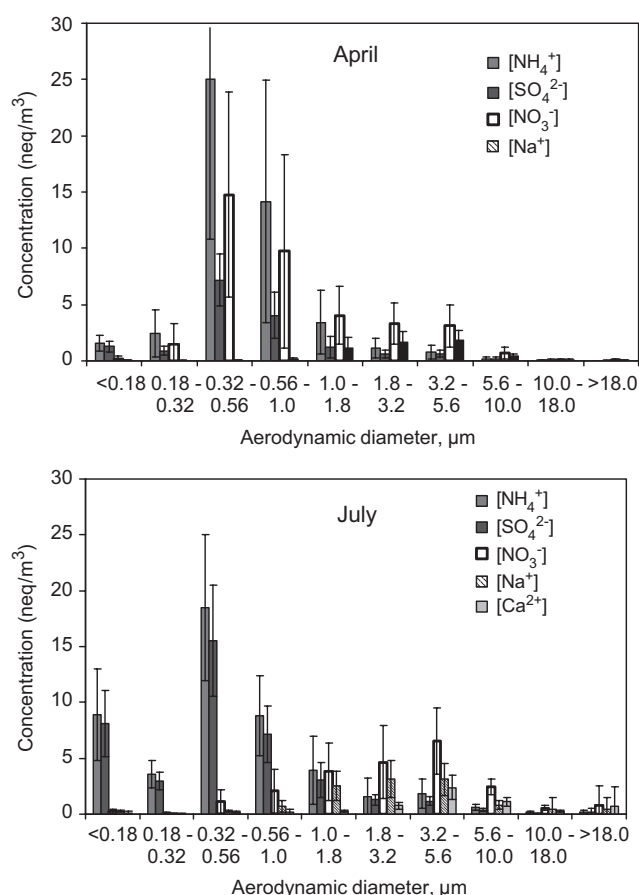 April
30
25
20
15
10
5
0
Concentration (neq/m³)
[NH₄⁺]
[SO₄²⁻]
[NO₃⁻]
[Na⁺]
<0.18 0.18 - 0.32 - 0.56 - 1.0 - 1.8 - 3.2 - 5.6 - 10.0 - >18.0
0.32 0.56 1.0 1.8 3.2 5.6 10.0 18.0
Aerodynamic diameter, µm
July
30
25
20
15
10
5
0
Concentration (neq/m³)
[NH₄⁺]
[SO₄²⁻]
[NO₃⁻]
[Na⁺]
[Ca²⁺]
<0.18 0.18 - 0.32 - 0.56 - 1.0 - 1.8 - 3.2 - 5.6 - 10.0 - >18.0
0.32 0.56 1.0 1.8 3.2 5.6 10.0 18.0
Aerodynamic diameter, µm